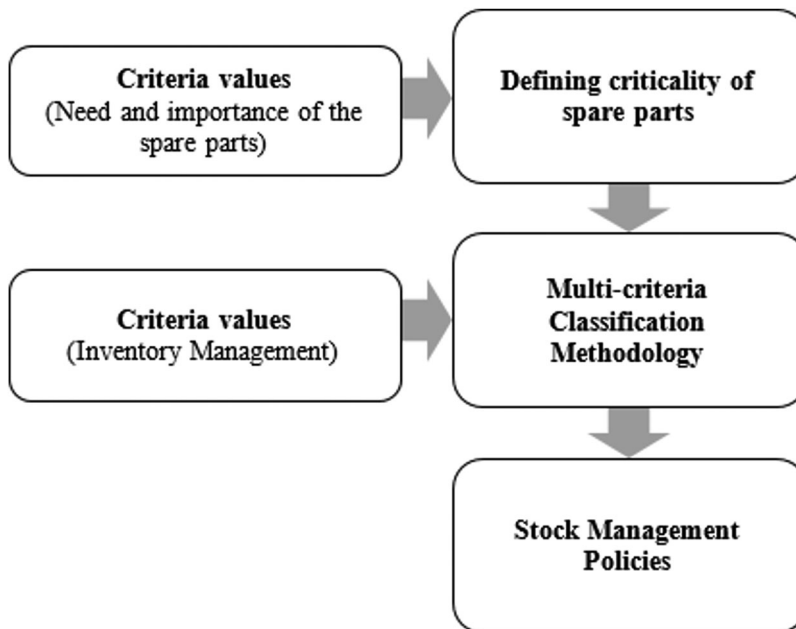 Criteria values
(Need and importance of the
spare parts)
Defining criticality of
spare parts
Criteria values
(Inventory Management)
Multi-criteria
Classification
Methodology
Stock Management
Policies